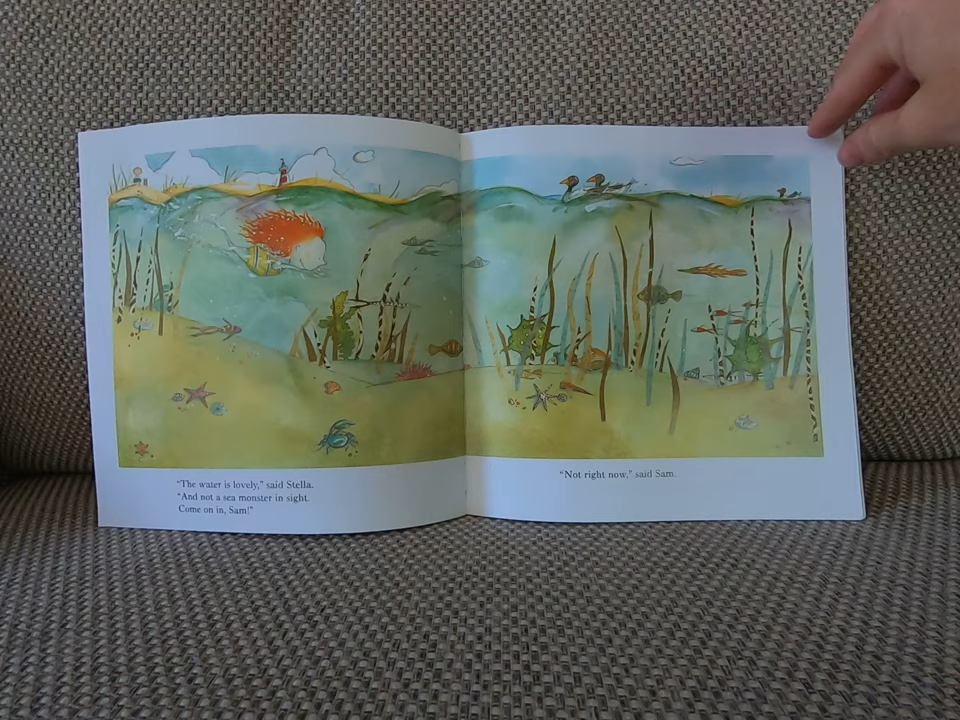 "The water is lovely," said Stella.
"And not a sea monster in sight.
Come on in, Sam!"
"Not right now," said Sam.